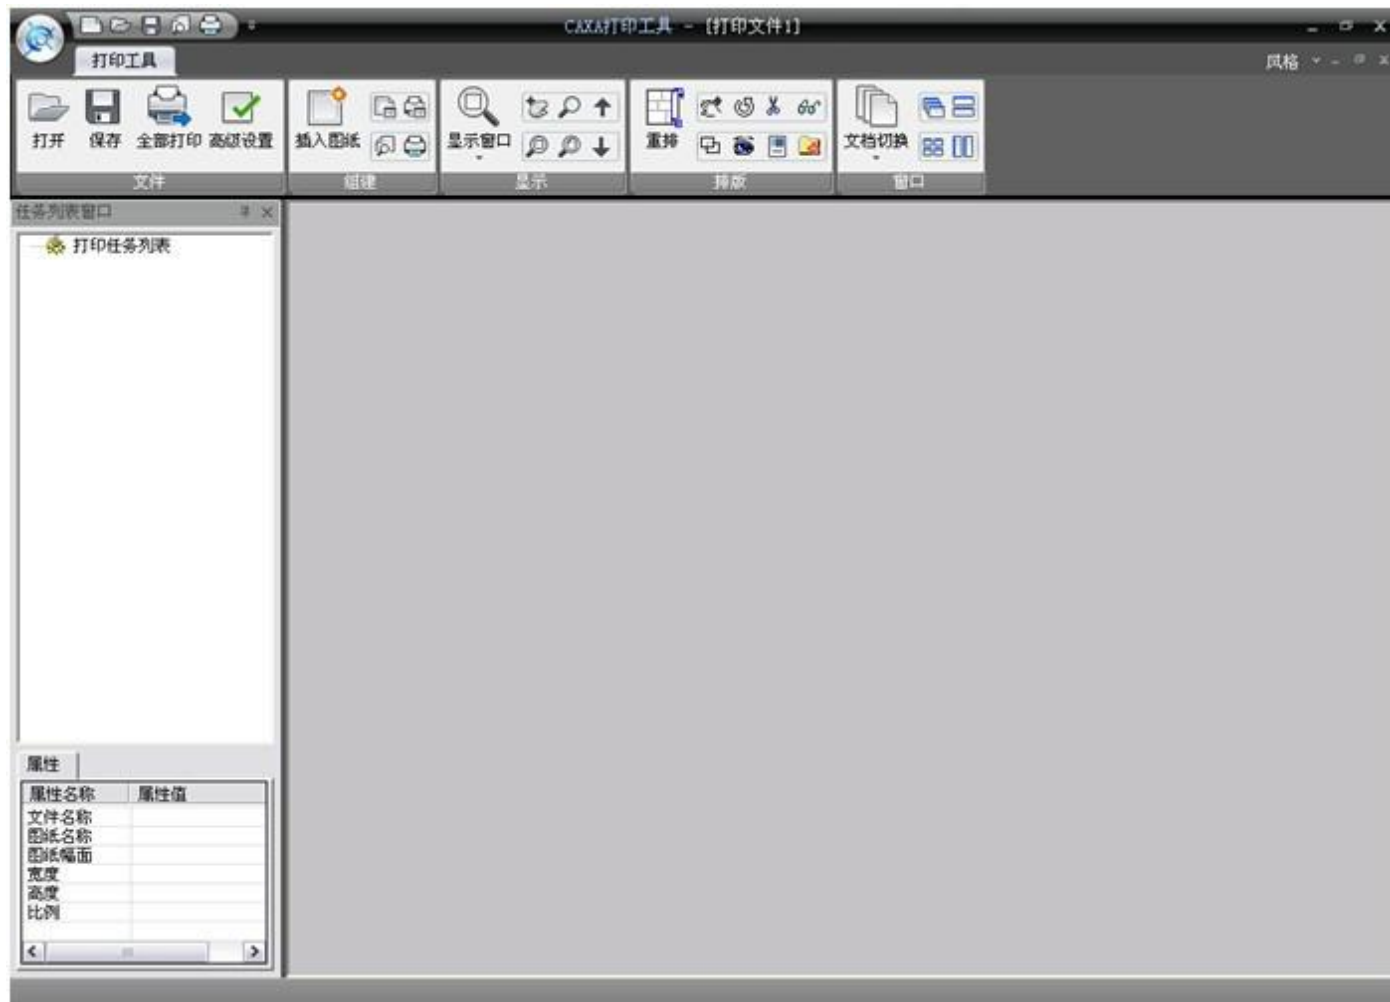 CAXA打印工具 - [打印文件1]
打印工具
风格
打开 保存 全部打印 高级设置
插入图纸
显示窗口
重排
文档切换
文件
组建
显示
排版
窗口
任务列表窗口
打印任务列表
属性
属性名称 属性值
文件名称
图纸名称
图纸幅面
宽度
高度
比例